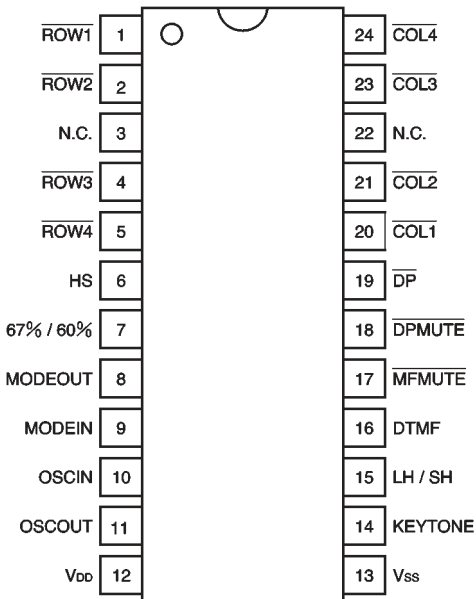 ROW1 1 24 COL4
ROW2 2 23 COL3
N.C. 3 22 N.C.
ROW3 4 21 COL2
ROW4 5 20 COL1
HS 6 19 DP
67% / 60% 7 18 DPMUTE
MODEOUT 8 17 MFMUTE
MODEIN 9 16 DTMF
OSCIN 10 15 LH / SH
OSCOUT 11 14 KEYTONE
VDD 12 13 VSS